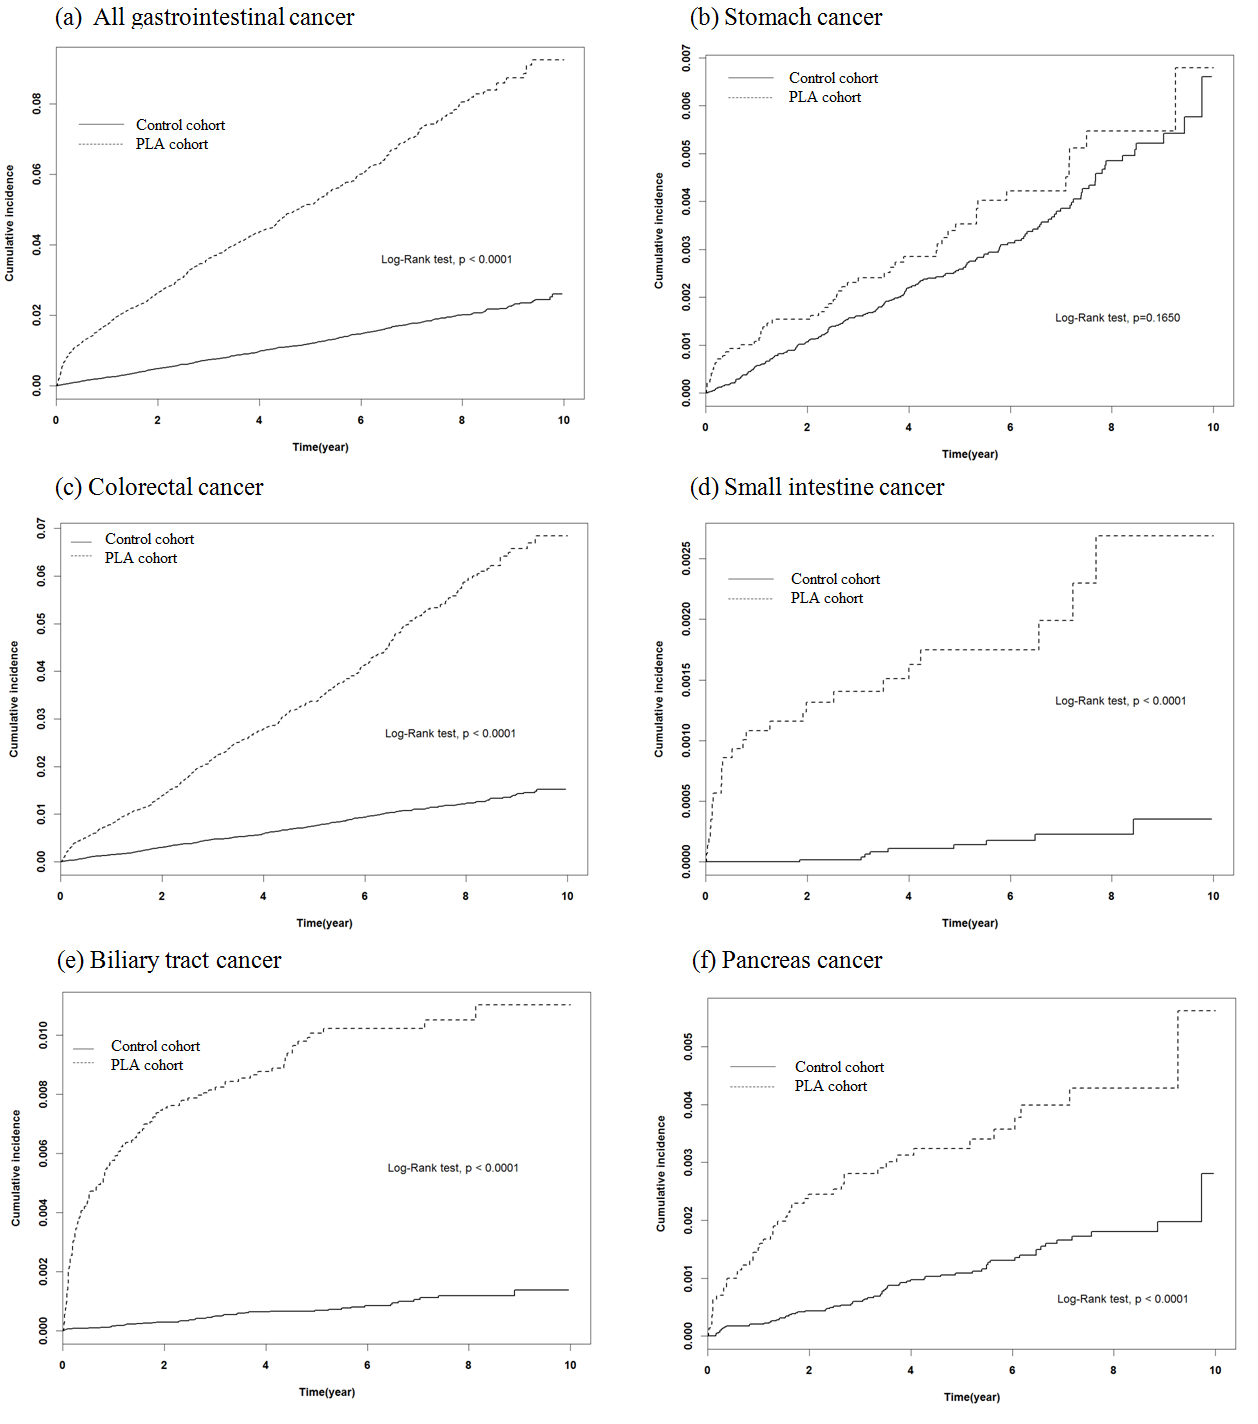 (a) All gastrointestinal cancer
Cumulative incidence
0.08
0.06
0.04
0.02
0.00
Control cohort
PLA cohort
Log-Rank test, p < 0.0001
0 2 4 6 8 10
Time(year)
(b) Stomach cancer
Cumulative incidence
0.007
0.006
0.005
0.004
0.003
0.002
0.001
0.000
Control cohort
PLA cohort
Log-Rank test, p=0.1650
0 2 4 6 8 10
Time(year)
(c) Colorectal cancer
Cumulative incidence
0.07
0.06
0.05
0.04
0.03
0.02
0.01
0.00
Control cohort
PLA cohort
Log-Rank test, p < 0.0001
0 2 4 6 8 10
Time(year)
(d) Small intestine cancer
Cumulative incidence
0.0025
0.0020
0.0015
0.0010
0.0005
0.0000
Control cohort
PLA cohort
Log-Rank test, p < 0.0001
0 2 4 6 8 10
Time(year)
(e) Biliary tract cancer
Cumulative incidence
0.010
0.008
0.006
0.004
0.002
0.000
Control cohort
PLA cohort
Log-Rank test, p < 0.0001
0 2 4 6 8 10
Time(year)
(f) Pancreas cancer
Cumulative incidence
0.005
0.004
0.003
0.002
0.001
0.000
Control cohort
PLA cohort
Log-Rank test, p < 0.0001
0 2 4 6 8 10
Time(year)